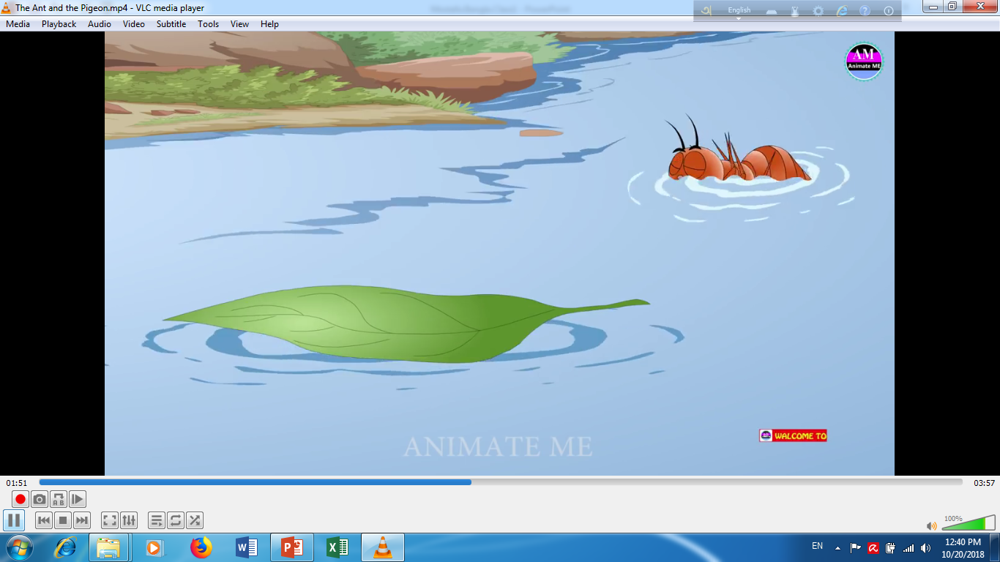 The Ant and the Pigeon.mp4 - VLC media player
অ English
Media Playback Audio Video Subtitle Tools View Help
AM
Animate ME
ANIMATE ME
WALCOME TO
01:51 03:57
100%
EN 12:40 PM
10/20/2018